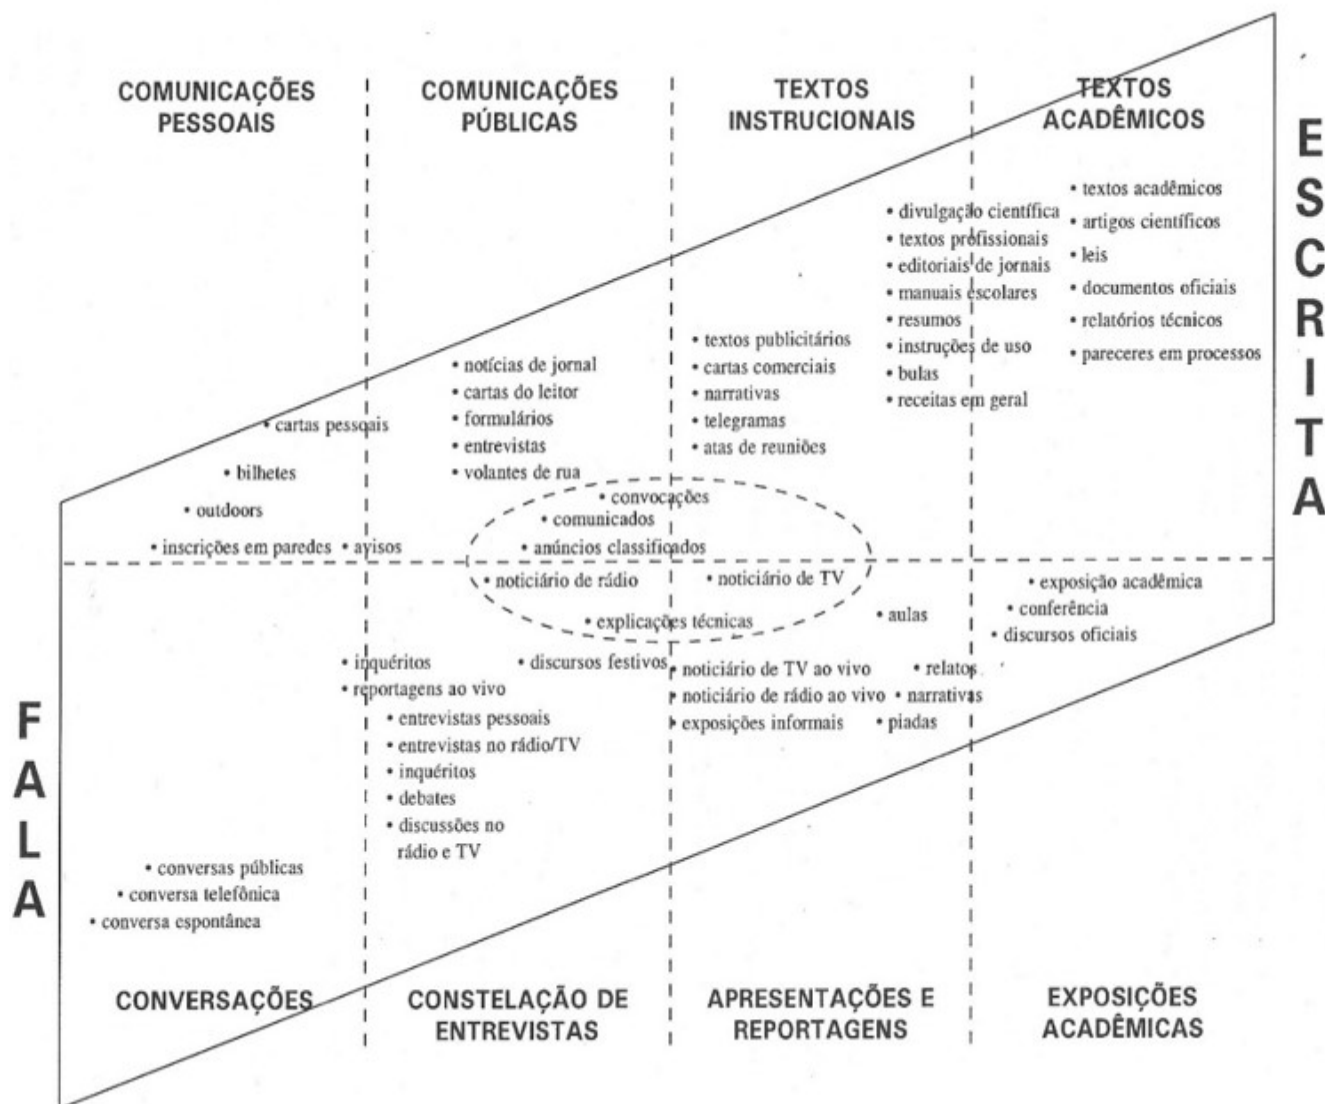 COMUNICAÇÕES
PESSOAIS
COMUNICAÇÕES
PÚBLICAS
TEXTOS
INSTRUCIONAIS
TEXTOS
ACADÊMICOS
ESCRITA
• textos acadêmicos
• artigos científicos
• leis
• documentos oficiais
• relatórios técnicos
• pareceres em processos
• divulgação científica
• textos profissionais
• editoriais de jornais
• manuais escolares
• resumos
• instruções de uso
• bulas
• receitas em geral
• textos publicitários
• cartas comerciais
• narrativas
• telegramas
• atas de reuniões
• notícias de jornal
• cartas do leitor
• formulários
• entrevistas
• volantes de rua
• cartas pessoais
• bilhetes
• outdoors
• inscrições em paredes • avisos
• convocações
• comunicados
• anúncios classificados
• noticiário de rádio • noticiário de TV
• explicações técnicas
• aulas
• exposição acadêmica
• conferência
• discursos oficiais
• inquéritos
• reportagens ao vivo
• discursos festivos
• noticiário de TV ao vivo • relatos
• noticiário de rádio ao vivo • narrativas
• exposições informais • piadas
• entrevistas pessoais
• entrevistas no rádio/TV
• inquéritos
• debates
• discussões no
rádio e TV
• conversas públicas
• conversa telefônica
• conversa espontânea
FALA
CONVERSAÇÕES
CONSTELAÇÃO DE
ENTREVISTAS
APRESENTAÇÕES E
REPORTAGENS
EXPOSIÇÕES
ACADÊMICAS